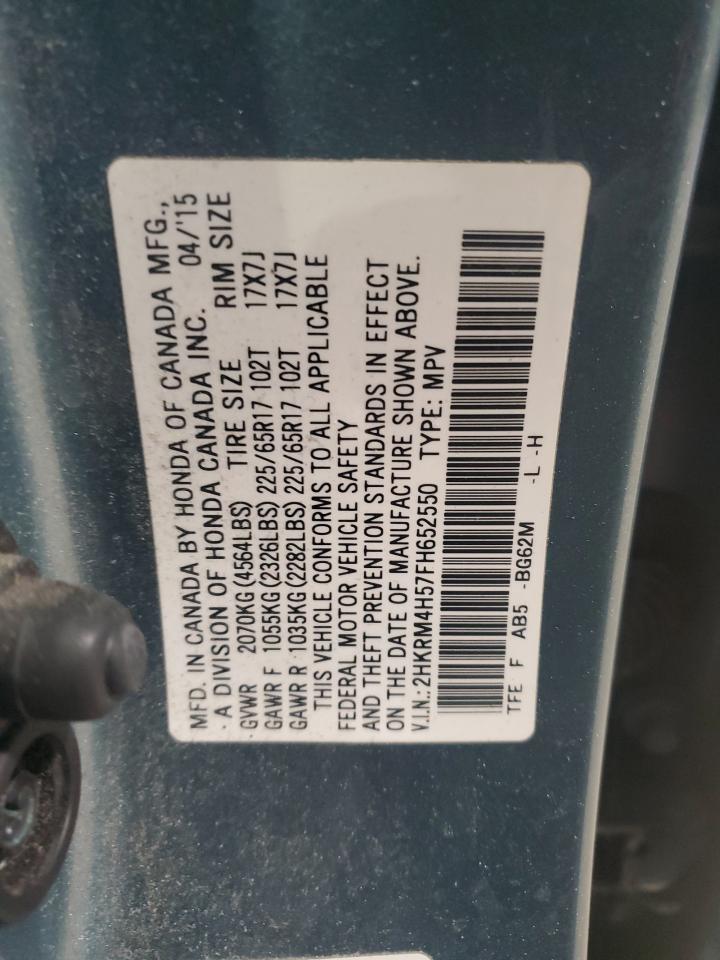 MFD. IN CANADA BY HONDA OF CANADA MFG.,
A DIVISION OF HONDA CANADA INC. 04/'15
GVWR 2070KG(4564LBS) TIRE SIZE RIM SIZE
GAWR F 1055KG(2326LBS) 225/65R17 102T 17X7J
GAWR R 1035KG(2282LBS) 225/65R17 102T 17X7J
THIS VEHICLE CONFORMS TO ALL APPLICABLE
FEDERAL MOTOR VEHICLE SAFETY
AND THEFT PREVENTION STANDARDS IN EFFECT
ON THE DATE OF MANUFACTURE SHOWN ABOVE.
V.I.N.: 2HKRM4H57FH652550 TYPE: MPV
TFE F AB5 -BG62M -L -H